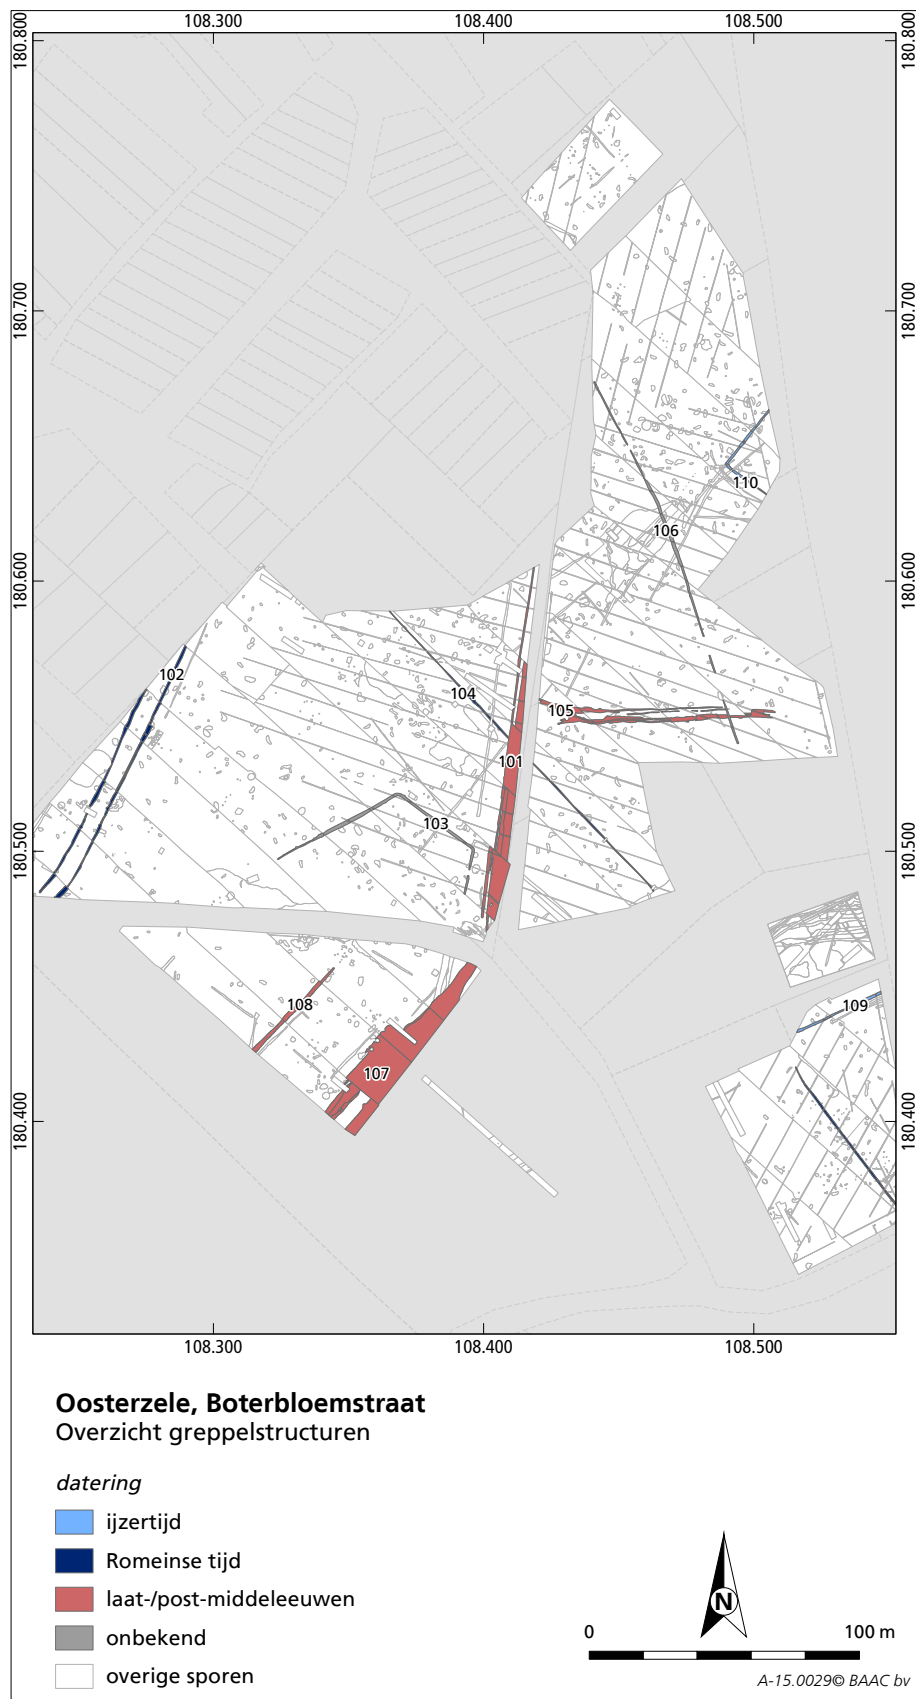 108.300
108.400
108.500
180.800
180.800
180.700
180.700
110
106
180.600
180.600
102
104
105
101
103
180.500
180.500
108
109
107
180.400
180.400
108.300
108.400
108.500
Oosterzele, Boterbloemstraat
Overzicht greppelstructuren
datering
ijzertijd
Romeinse tijd
laat-/post-middeleeuwen
onbekend
overige sporen
N
0
100 m
A-15.0029© BAAC bv